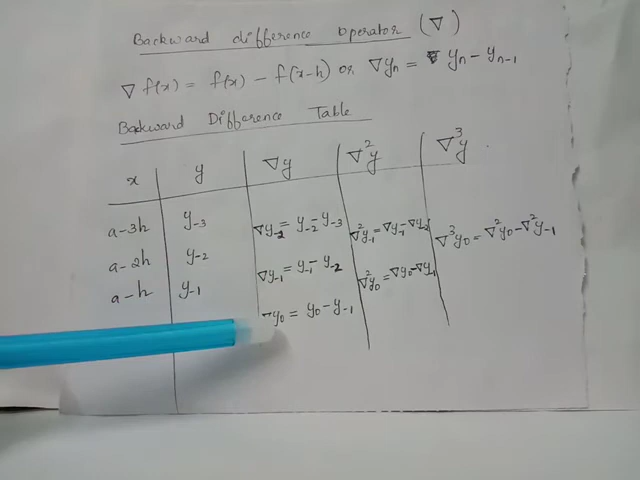 Backward difference operator (∇)
∇ f(x) = f(x) - f(x-h) or ∇yₙ = yₙ - yₙ₋₁
Backward Difference Table
x y ∇y ∇²y ∇³y
a-3h y₋₃ ∇y₋₂ = y₋₂ - y₋₃ ∇²y₋₁ = ∇y₋₁ - ∇y₋₂ ∇³y₀ = ∇²y₀ - ∇²y₋₁
a-2h y₋₂ ∇y₋₁ = y₋₁ - y₋₂ ∇²y₀ = ∇y₀ - ∇y₋₁
a-h y₋₁ ∇y₀ = y₀ - y₋₁